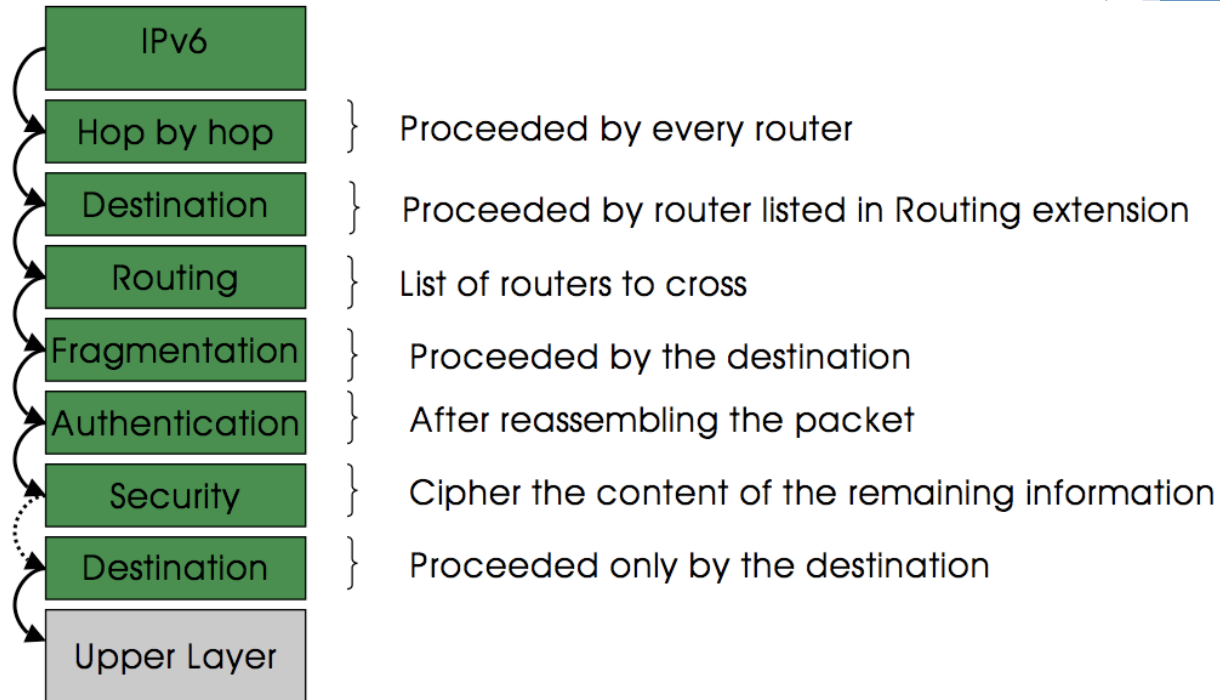 IPv6
Hop by hop
Proceeded by every router
Destination
Proceeded by router listed in Routing extension
Routing
List of routers to cross
Fragmentation
Proceeded by the destination
Authentication
After reassembling the packet
Security
Cipher the content of the remaining information
Destination
Proceeded only by the destination
Upper Layer